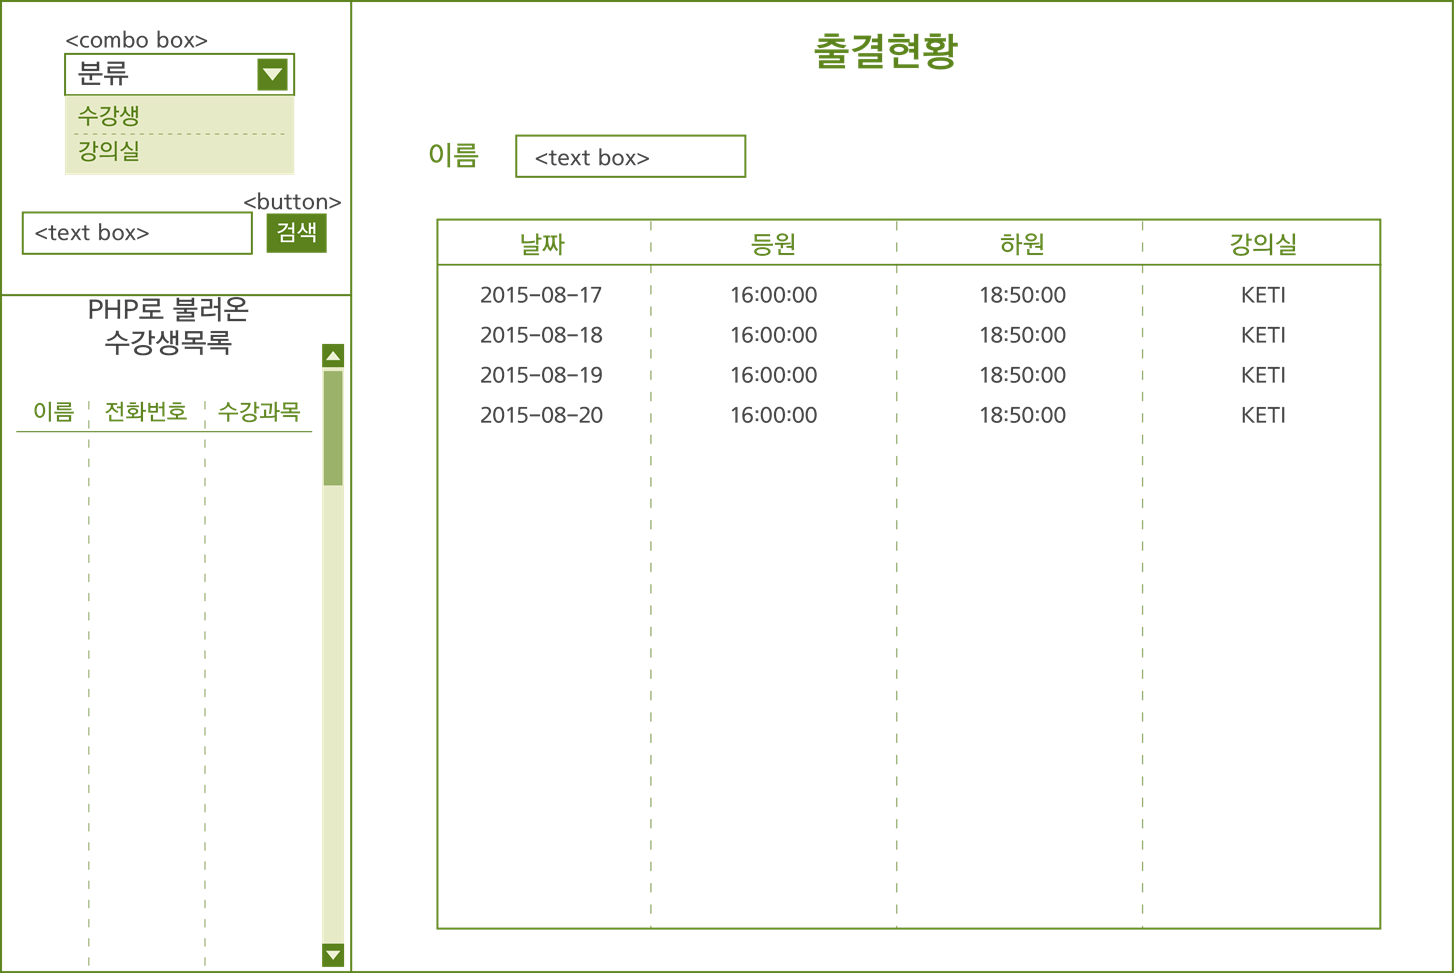 <combo box>
분류
수강생
강의실
<button>
<text box> 검색
PHP로 불러온
수강생목록
이름 전화번호 수강과목
출결현황
이름 <text box>
날짜 등원 하원 강의실
2015-08-17 16:00:00 18:50:00 KETI
2015-08-18 16:00:00 18:50:00 KETI
2015-08-19 16:00:00 18:50:00 KETI
2015-08-20 16:00:00 18:50:00 KETI